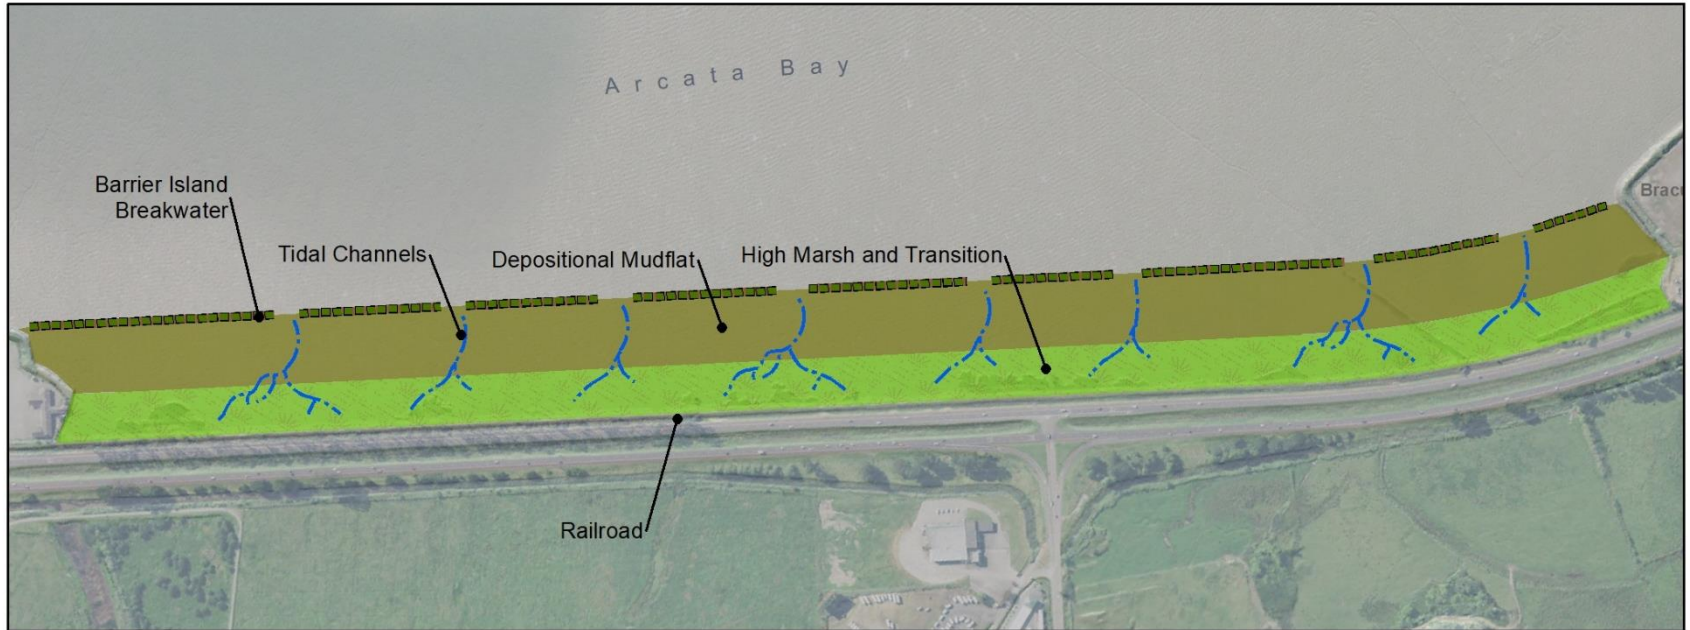 Arcata Bay
Barrier Island
Breakwater
Tidal Channels
Depositional Mudflat
High Marsh and Transition
Railroad